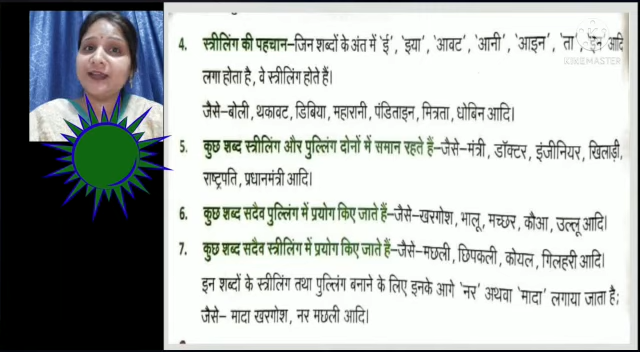 4. स्त्रीलिंग की पहचान–जिन शब्दों के अंत में 'ई', 'इया', 'आवट', 'आनी', 'आइन', 'ता', 'इन' आदि
KINEMASTER
लगा होता है, वे स्त्रीलिंग होते हैं।
जैसे–बोली, थकावट, डिबिया, महारानी, पंडिताइन, मित्रता, धोबिन आदि।
5. कुछ शब्द स्त्रीलिंग और पुल्लिंग दोनों में समान रहते हैं–जैसे–मंत्री, डॉक्टर, इंजीनियर, खिलाड़ी,
राष्ट्रपति, प्रधानमंत्री आदि।
6. कुछ शब्द सदैव पुल्लिंग में प्रयोग किए जाते हैं–जैसे–खरगोश, भालू, मच्छर, कौआ, उल्लू आदि।
7. कुछ शब्द सदैव स्त्रीलिंग में प्रयोग किए जाते हैं–जैसे–मछली, छिपकली, कोयल, गिलहरी आदि।
इन शब्दों के स्त्रीलिंग तथा पुल्लिंग बनाने के लिए इनके आगे 'नर' अथवा 'मादा' लगाया जाता है;
जैसे– मादा खरगोश, नर मछली आदि।